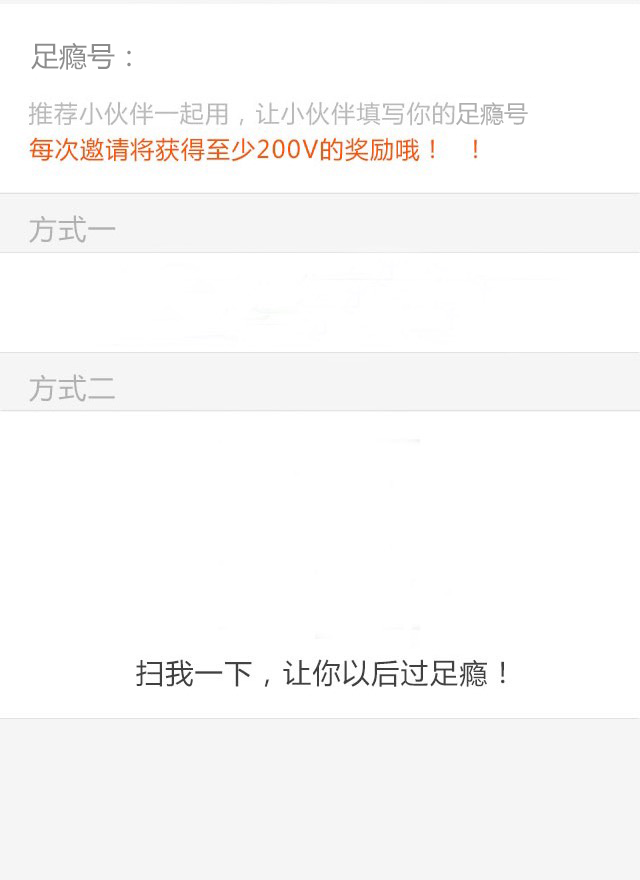 足瘾号：
推荐小伙伴一起用，让小伙伴填写你的足瘾号
每次邀请将获得至少200V的奖励哦！ ！
方式一
方式二
扫我一下，让你以后过足瘾！